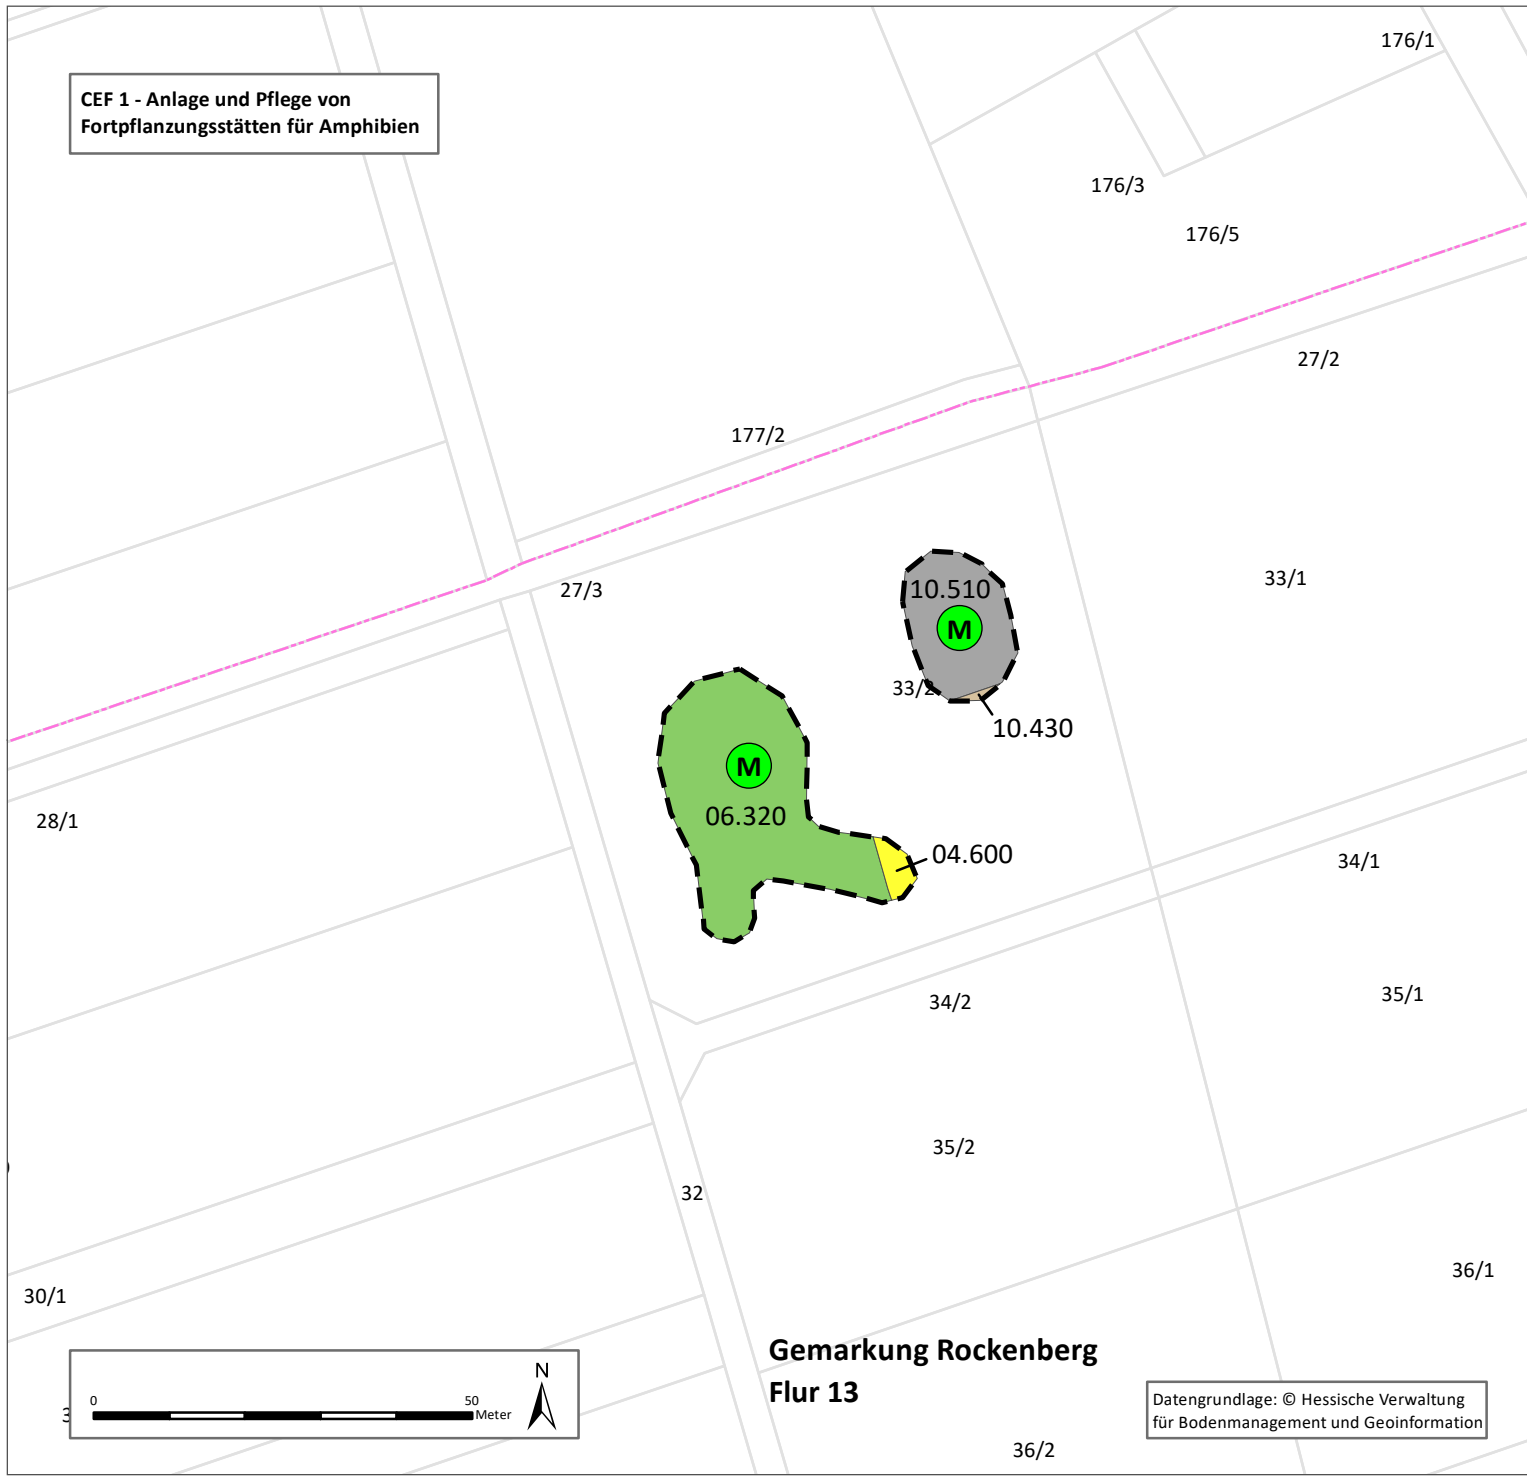 176/1
CEF 1 - Anlage und Pflege von
Fortpflanzungsstätten für Amphibien
176/3
176/5
27/2
177/2
27/3
10.510
33/1
M
33/2
10.430
M
06.320
28/1
04.600
34/1
34/2
35/1
35/2
32
36/1
30/1
Gemarkung Rockenberg
Flur 13
N
0
50
Meter
Datengrundlage: © Hessische Verwaltung
für Bodenmanagement und Geoinformation
36/2